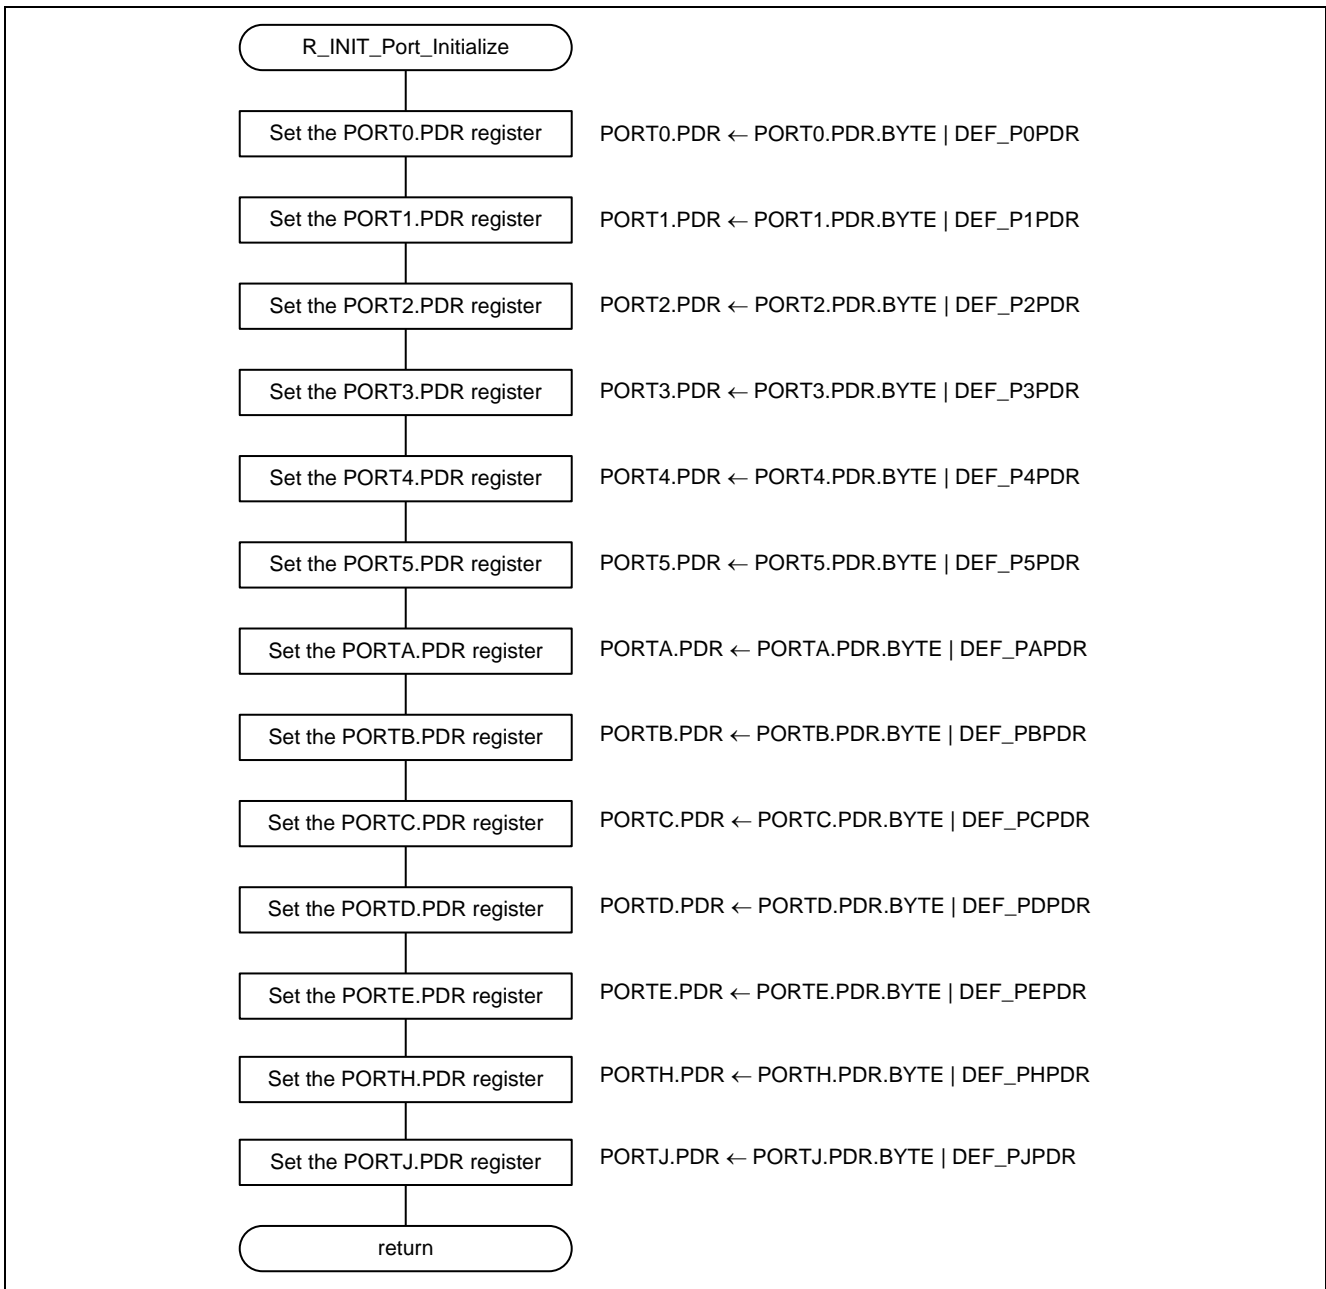 R_INIT_Port_Initialize
Set the PORT0.PDR register
PORT0.PDR ← PORT0.PDR.BYTE | DEF_P0PDR
Set the PORT1.PDR register
PORT1.PDR ← PORT1.PDR.BYTE | DEF_P1PDR
Set the PORT2.PDR register
PORT2.PDR ← PORT2.PDR.BYTE | DEF_P2PDR
Set the PORT3.PDR register
PORT3.PDR ← PORT3.PDR.BYTE | DEF_P3PDR
Set the PORT4.PDR register
PORT4.PDR ← PORT4.PDR.BYTE | DEF_P4PDR
Set the PORT5.PDR register
PORT5.PDR ← PORT5.PDR.BYTE | DEF_P5PDR
Set the PORTA.PDR register
PORTA.PDR ← PORTA.PDR.BYTE | DEF_PAPDR
Set the PORTB.PDR register
PORTB.PDR ← PORTB.PDR.BYTE | DEF_PBPDR
Set the PORTC.PDR register
PORTC.PDR ← PORTC.PDR.BYTE | DEF_PCPDR
Set the PORTD.PDR register
PORTD.PDR ← PORTD.PDR.BYTE | DEF_PDPDR
Set the PORTE.PDR register
PORTE.PDR ← PORTE.PDR.BYTE | DEF_PEPDR
Set the PORTH.PDR register
PORTH.PDR ← PORTH.PDR.BYTE | DEF_PHPDR
Set the PORTJ.PDR register
PORTJ.PDR ← PORTJ.PDR.BYTE | DEF_PJPDR
return